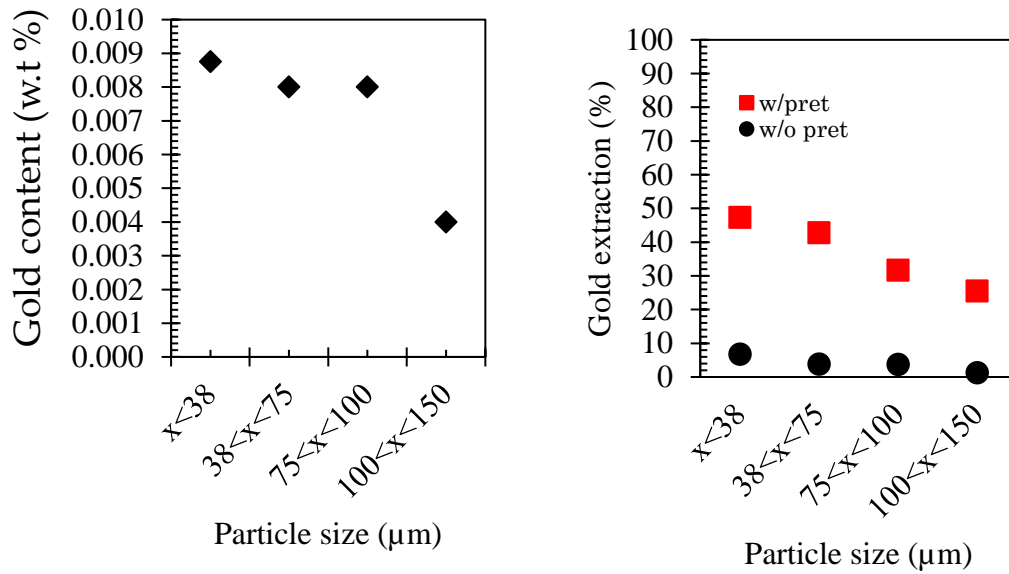 Gold content (w.t %)
0.010
0.009
0.008
0.007
0.006
0.005
0.004
0.003
0.002
0.001
0.000
x<38
38<x<75
75<x<100
100<x<150
Particle size (µm)
Gold extraction (%)
100
90
80
70
60
50
40
30
20
10
0
w/pret
w/o pret
x<38
38<x<75
75<x<100
100<x<150
Particle size (µm)